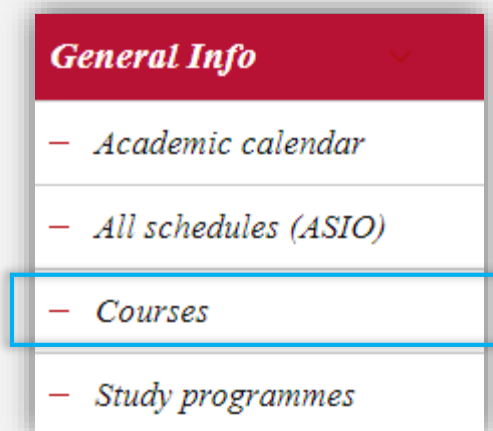 General Info
– Academic calendar
– All schedules (ASIO)
– Courses
– Study programmes